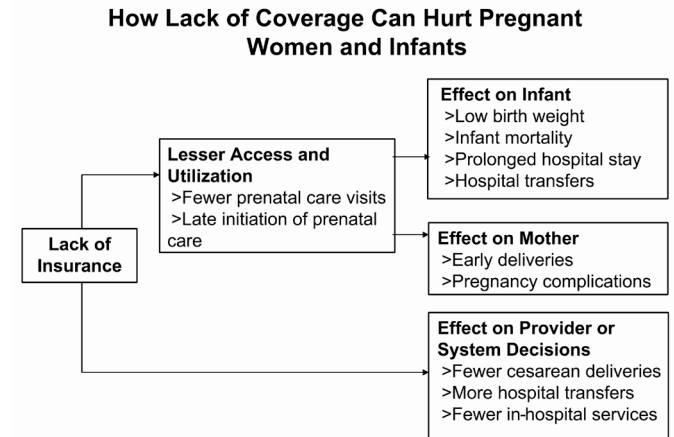 How Lack of Coverage Can Hurt Pregnant
Women and Infants
Lack of
Insurance
Lesser Access and
Utilization
>Fewer prenatal care visits
>Late initiation of prenatal
care
Effect on Infant
>Low birth weight
>Infant mortality
>Prolonged hospital stay
>Hospital transfers
Effect on Mother
>Early deliveries
>Pregnancy complications
Effect on Provider or
System Decisions
>Fewer cesarean deliveries
>More hospital transfers
>Fewer in-hospital services